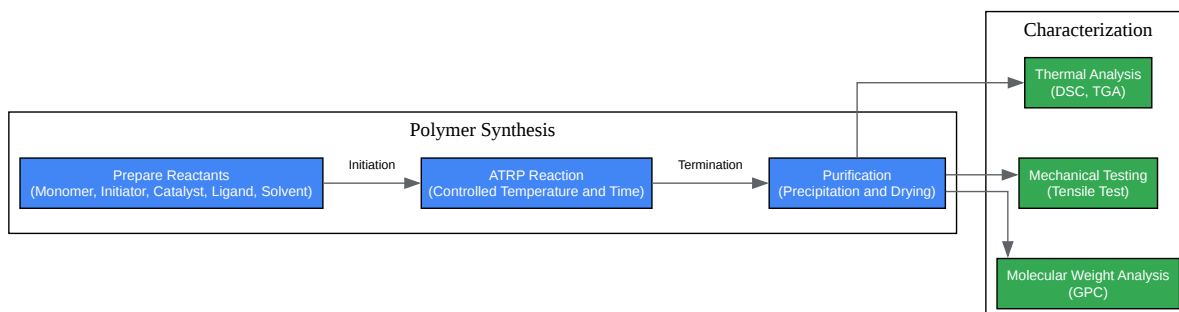 Characterization
Thermal Analysis
(DSC, TGA)
Polymer Synthesis
Prepare Reactants
(Monomer, Initiator, Catalyst, Ligand, Solvent)
Initiation
ATRP Reaction
(Controlled Temperature and Time)
Termination
Purification
(Precipitation and Drying)
Mechanical Testing
(Tensile Test)
Molecular Weight Analysis
(GPC)